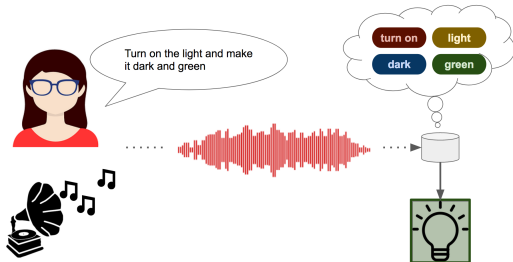 Turn on the light and make
it dark and green
turn on
light
dark
green